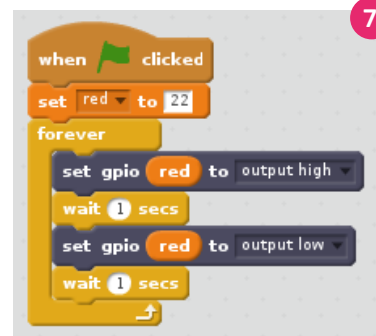 7
when clicked
set red to 22
forever
set gpio red to output high
wait 1 secs
set gpio red to output low
wait 1 secs